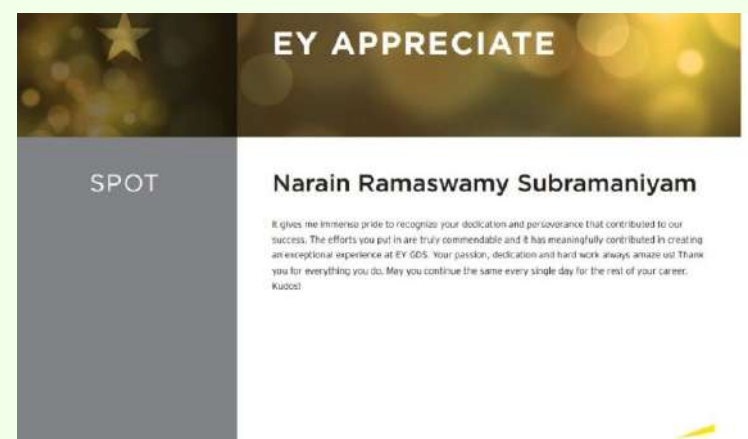 EY APPRECIATE
SPOT
Narain Ramaswamy Subramaniyam
It gives me immense pride to recognize your dedication and perseverance that contributed to our
success. The efforts you put in are truly commendable and it has meaningfully contributed in creating
an exceptional experience at EY GDS. Your passion, dedication and hard work always amaze us! Thank
you for everything you do. May you continue the same every single day for the rest of your career.
Kudos!